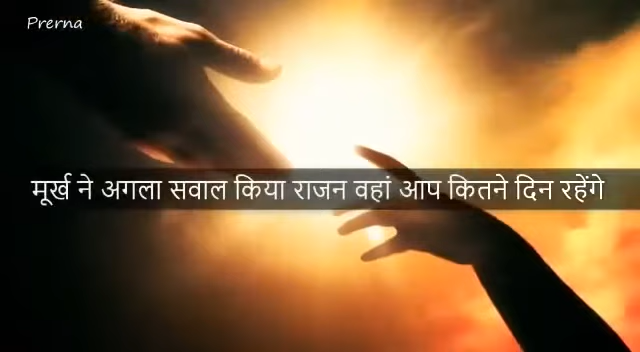 Prerna
मूर्ख ने अगला सवाल किया राजन वहां आप कितने दिन रहेंगे